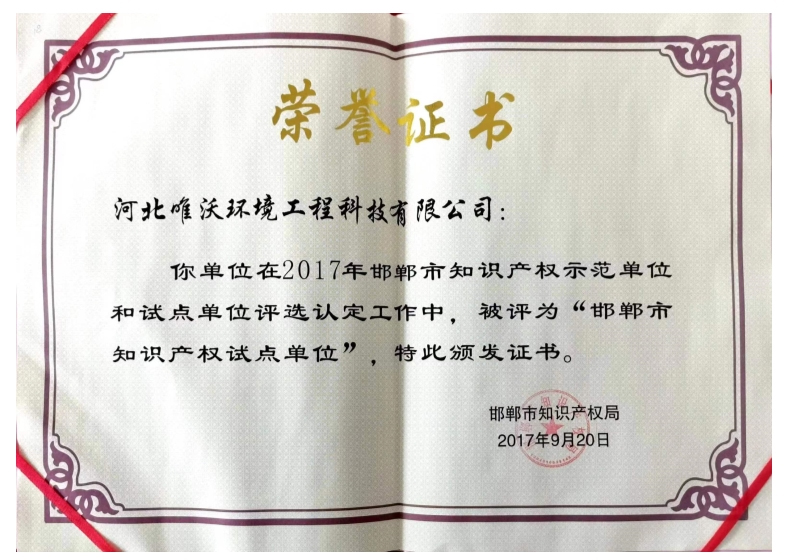 荣誉证书
河北唯沃环境工程科技有限公司：
你单位在2017年邯郸市知识产权示范单位
和试点单位评选认定工作中，被评为“邯郸市
知识产权试点单位”，特此颁发证书。
邯郸市知识产权局
2017年9月20日